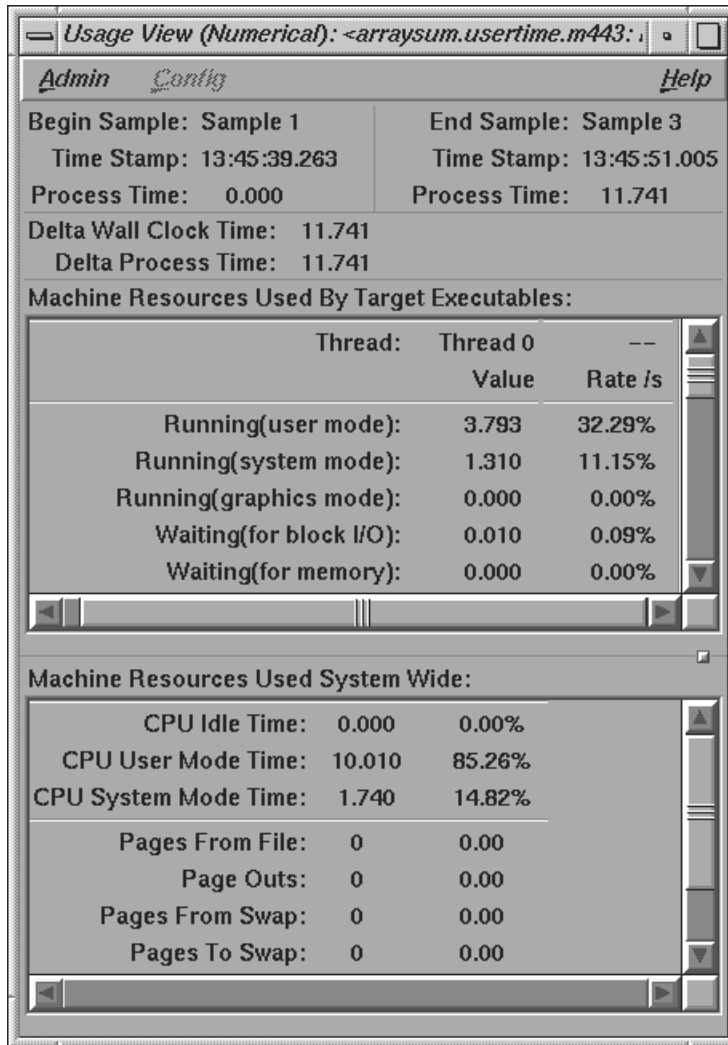 Usage View (Numerical): <arraysum.usertime.m443:
Admin Config Help
Begin Sample: Sample 1 End Sample: Sample 3
Time Stamp: 13:45:39.263 Time Stamp: 13:45:51.005
Process Time: 0.000 Process Time: 11.741
Delta Wall Clock Time: 11.741
Delta Process Time: 11.741
Machine Resources Used By Target Executables:
Thread: Thread 0 --
Value Rate /s
Running(user mode): 3.793 32.29%
Running(system mode): 1.310 11.15%
Running(graphics mode): 0.000 0.00%
Waiting(for block I/O): 0.010 0.09%
Waiting(for memory): 0.000 0.00%
Machine Resources Used System Wide:
CPU Idle Time: 0.000 0.00%
CPU User Mode Time: 10.010 85.26%
CPU System Mode Time: 1.740 14.82%
Pages From File: 0 0.00
Page Outs: 0 0.00
Pages From Swap: 0 0.00
Pages To Swap: 0 0.00